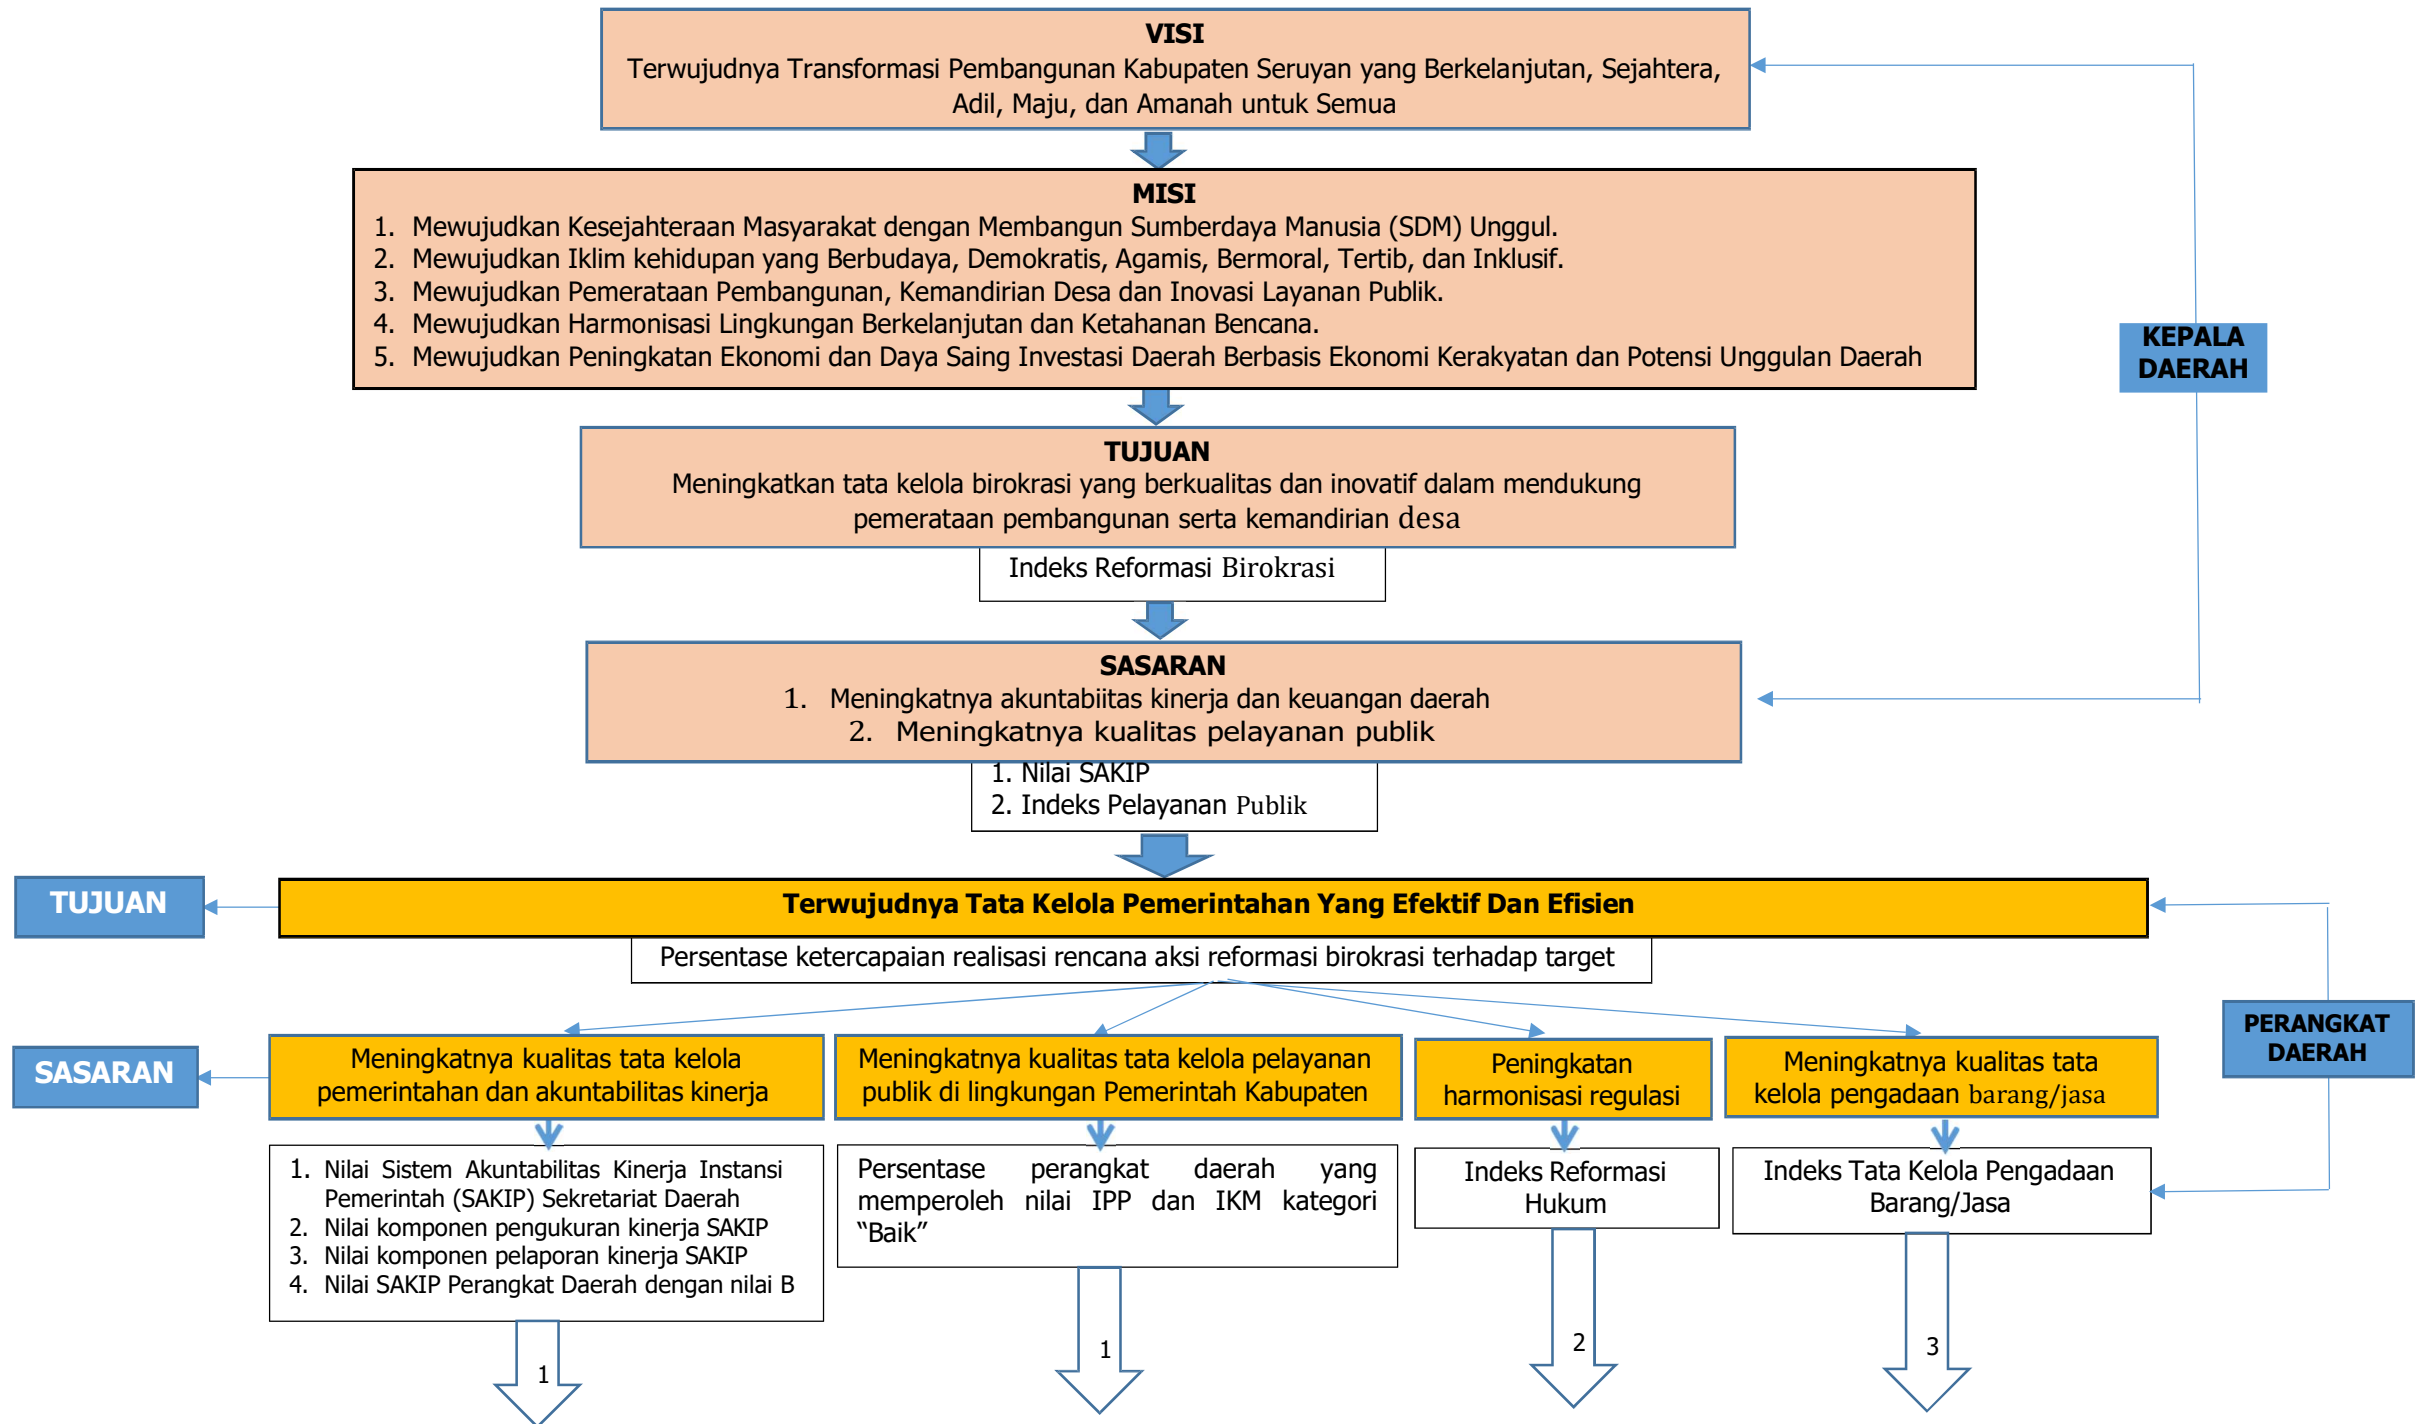 VISI
Terwujudnya Transformasi Pembangunan Kabupaten Seruyan yang Berkelanjutan, Sejahtera,
Adil, Maju, dan Amanah untuk Semua
MISI
1. Mewujudkan Kesejahteraan Masyarakat dengan Membangun Sumberdaya Manusia (SDM) Unggul.
2. Mewujudkan Iklim kehidupan yang Berbudaya, Demokratis, Agamis, Bermoral, Tertib, dan Inklusif.
3. Mewujudkan Pemerataan Pembangunan, Kemandirian Desa dan Inovasi Layanan Publik.
4. Mewujudkan Harmonisasi Lingkungan Berkelanjutan dan Ketahanan Bencana.
5. Mewujudkan Peningkatan Ekonomi dan Daya Saing Investasi Daerah Berbasis Ekonomi Kerakyatan dan Potensi Unggulan Daerah
KEPALA
DAERAH
TUJUAN
Meningkatkan tata kelola birokrasi yang berkualitas dan inovatif dalam mendukung
pemerataan pembangunan serta kemandirian desa
Indeks Reformasi Birokrasi
SASARAN
1. Meningkatnya akuntabiitas kinerja dan keuangan daerah
2. Meningkatnya kualitas pelayanan publik
1. Nilai SAKIP
2. Indeks Pelayanan Publik
TUJUAN
Terwujudnya Tata Kelola Pemerintahan Yang Efektif Dan Efisien
Persentase ketercapaian realisasi rencana aksi reformasi birokrasi terhadap target
PERANGKAT
DAERAH
SASARAN
Meningkatnya kualitas tata kelola
pemerintahan dan akuntabilitas kinerja
Meningkatnya kualitas tata kelola pelayanan
publik di lingkungan Pemerintah Kabupaten
Peningkatan
harmonisasi regulasi
Meningkatnya kualitas tata
kelola pengadaan barang/jasa
1. Nilai Sistem Akuntabilitas Kinerja Instansi
Pemerintah (SAKIP) Sekretariat Daerah
2. Nilai komponen pengukuran kinerja SAKIP
3. Nilai komponen pelaporan kinerja SAKIP
4. Nilai SAKIP Perangkat Daerah dengan nilai B
Persentase perangkat daerah yang
memperoleh nilai IPP dan IKM kategori
“Baik”
Indeks Reformasi
Hukum
Indeks Tata Kelola Pengadaan
Barang/Jasa
1
1
2
3